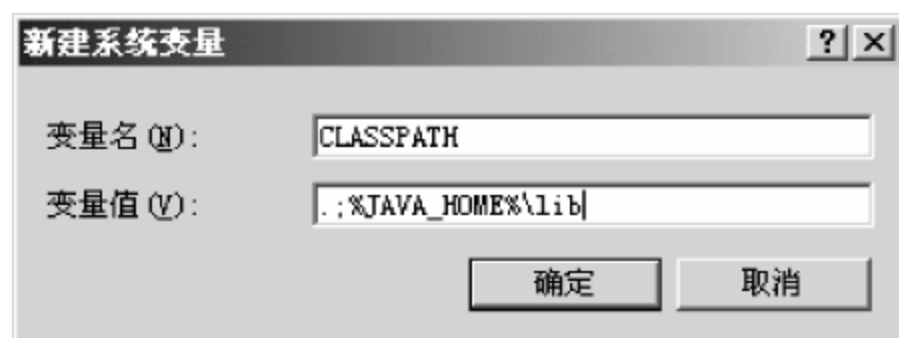 新建系统变量
变量名(N): CLASSPATH
变量值(V): .;%JAVA_HOME%\lib
确定 取消